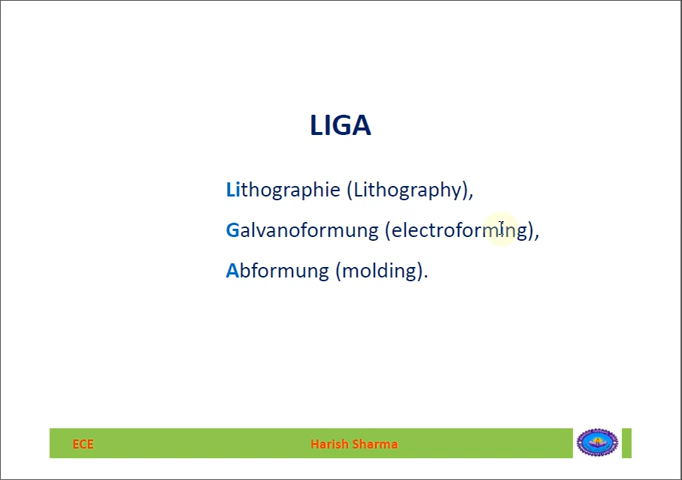 LIGA
Lithographie (Lithography),
Galvanoformung (electroforming),
Abformung (molding).
ECE
Harish Sharma